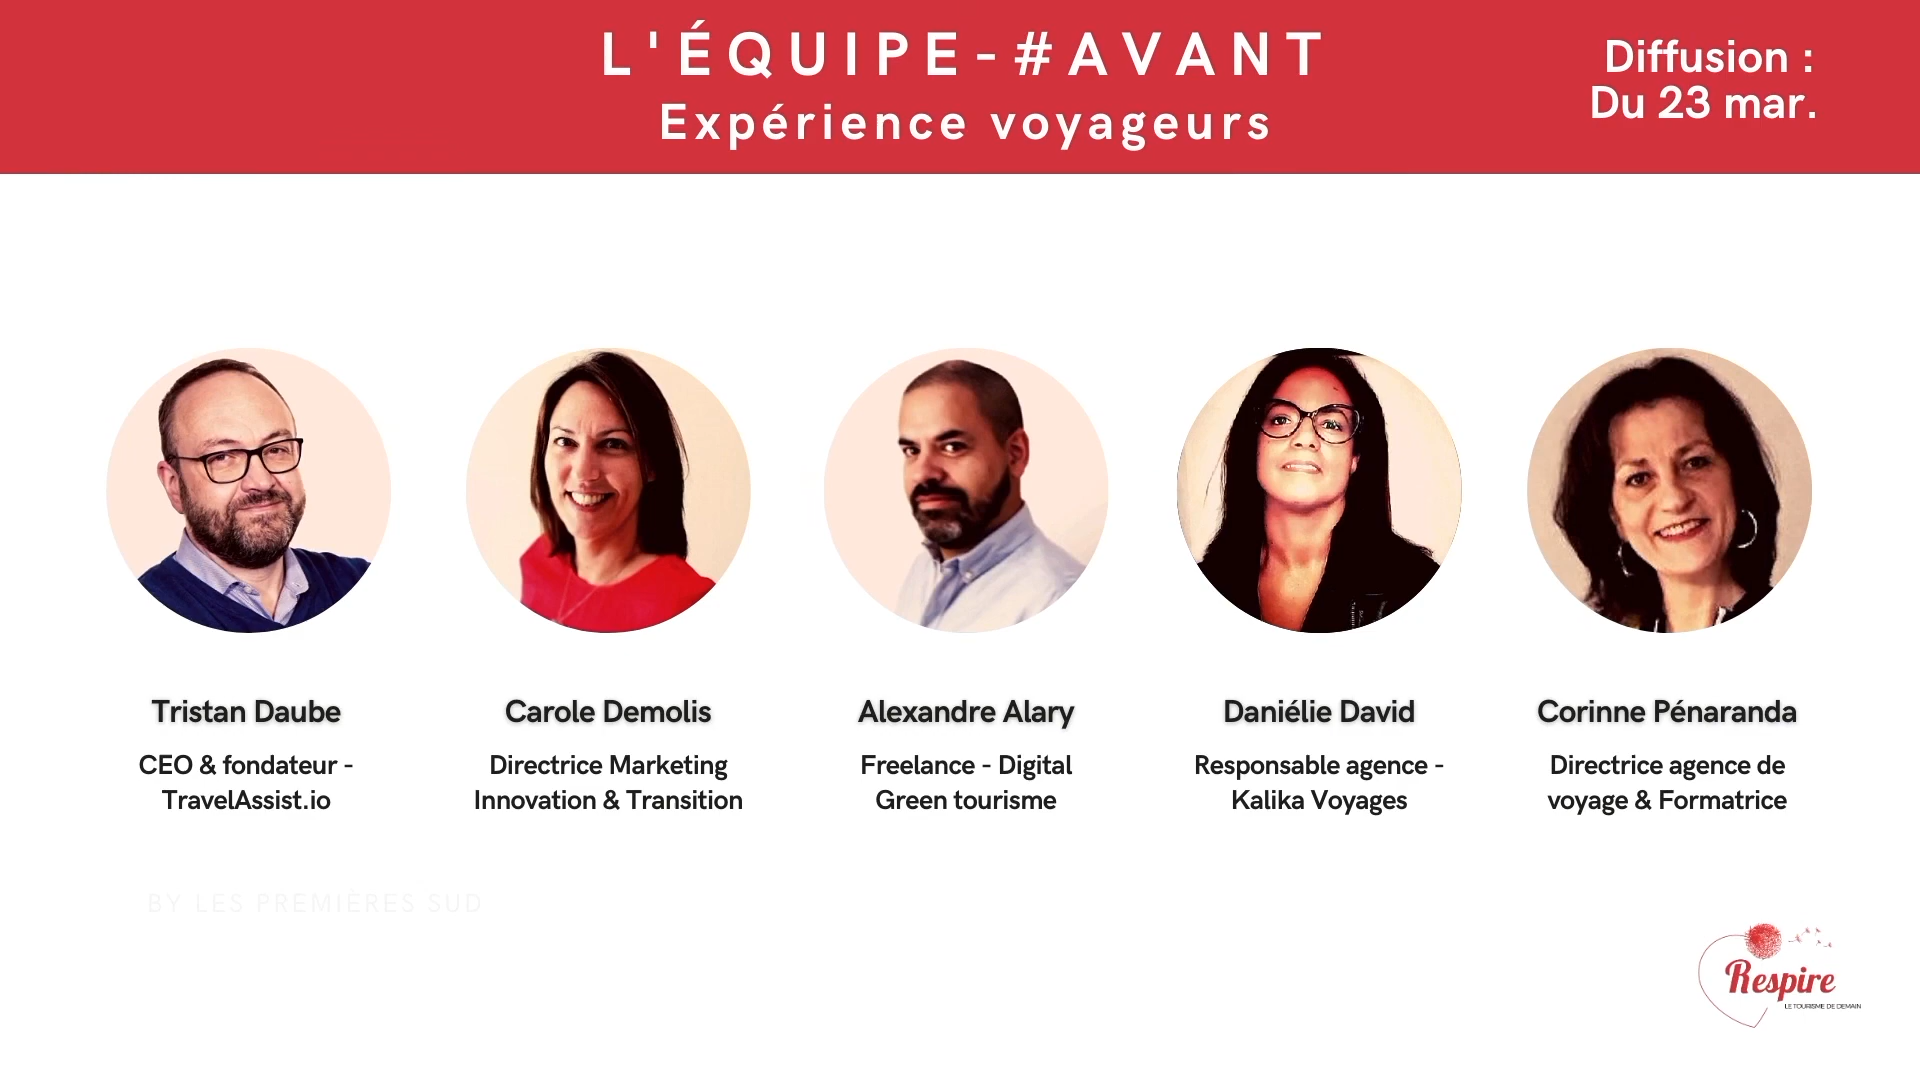 L'ÉQUIPE-#AVANT
Expérience voyageurs
Diffusion :
Du 23 mar.
Tristan Daube
CEO & fondateur -
TravelAssist.io
Carole Demolis
Directrice Marketing
Innovation & Transition
Alexandre Alary
Freelance - Digital
Green tourisme
Daniélie David
Responsable agence -
Kalika Voyages
Corinne Pénaranda
Directrice agence de
voyage & Formatrice
BY LES PREMIÈRES SUD
Respire
LE TOURISME DE DEMAIN